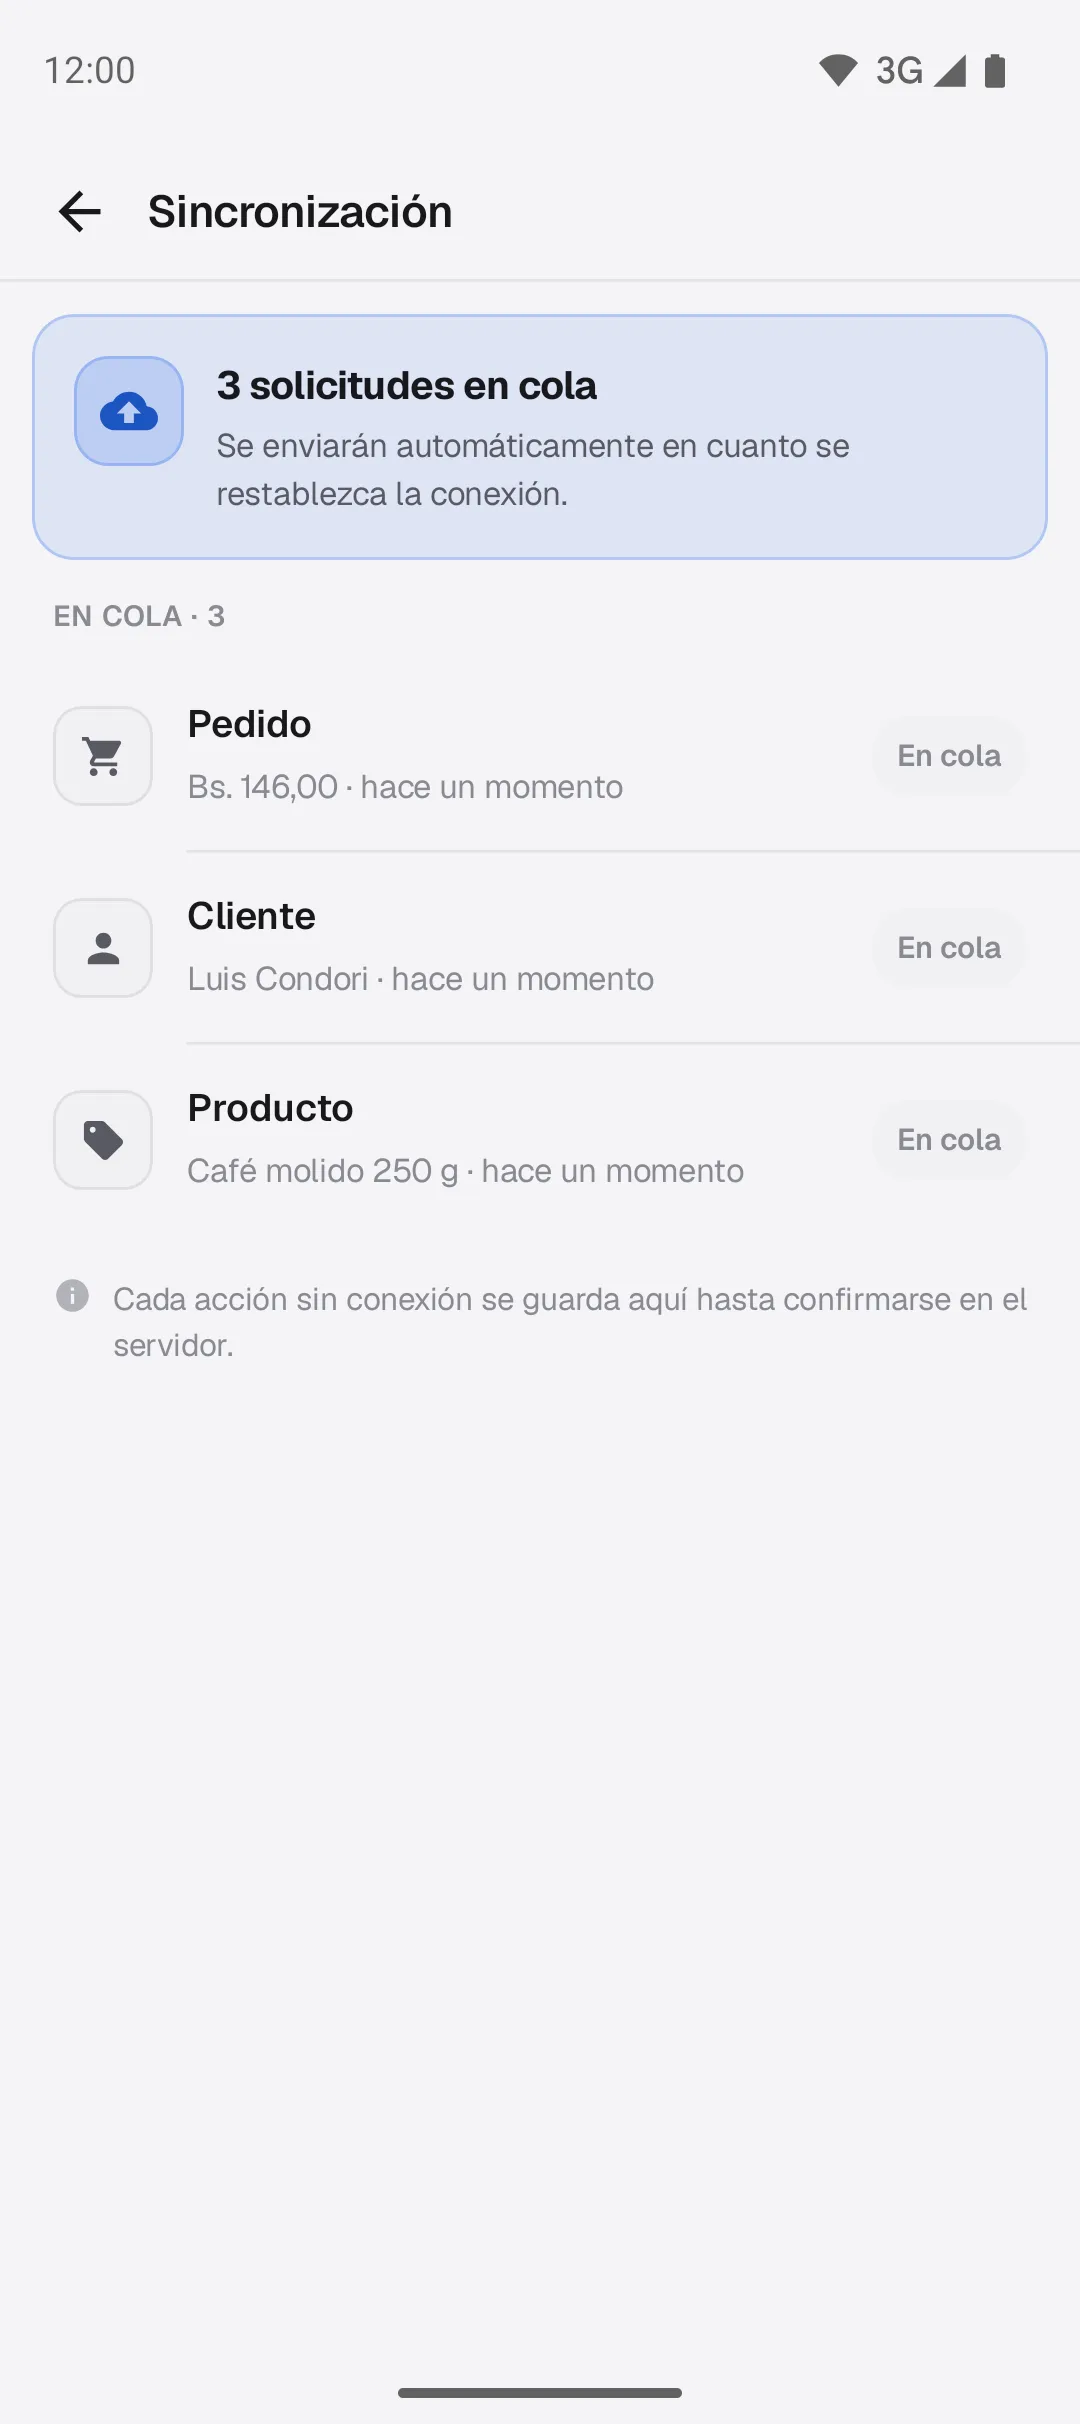 12:00
3G
Sincronización
3 solicitudes en cola
Se enviarán automáticamente en cuanto se
restablezca la conexión.
EN COLA · 3
Pedido
Bs. 146,00 · hace un momento
En cola
Cliente
Luis Condori · hace un momento
En cola
Producto
Café molido 250 g · hace un momento
En cola
Cada acción sin conexión se guarda aquí hasta confirmarse en el
servidor.